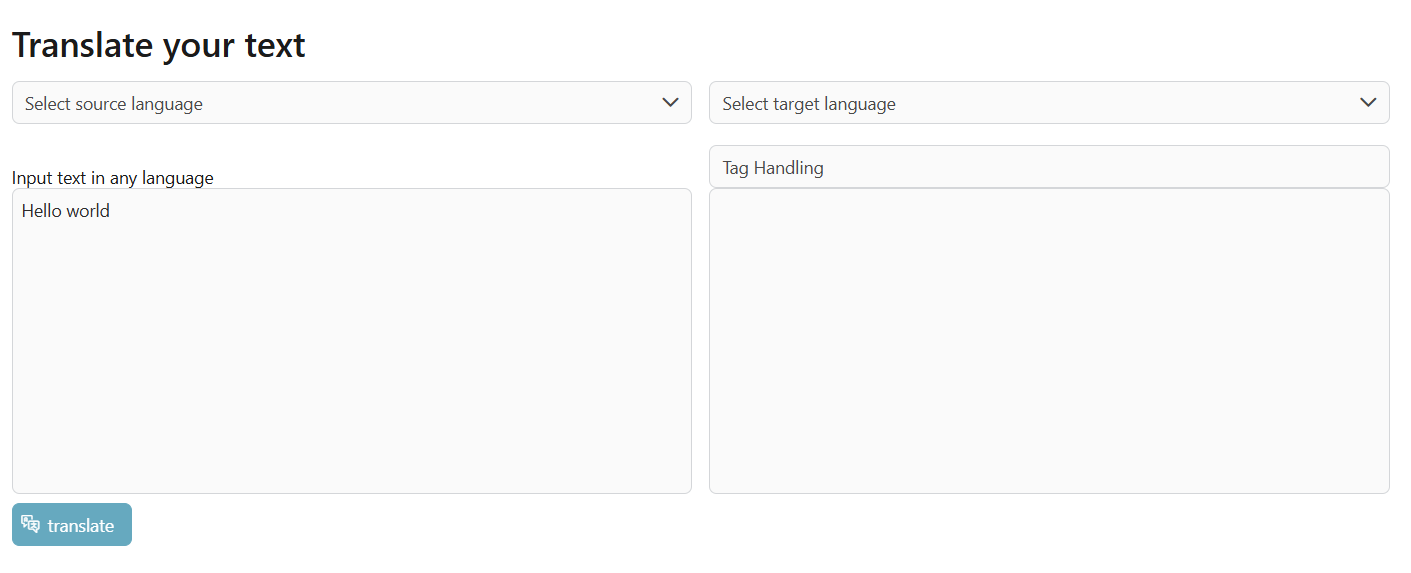 Translate your text
Select source language
Select target language
Input text in any language
Tag Handling
Hello world
translate